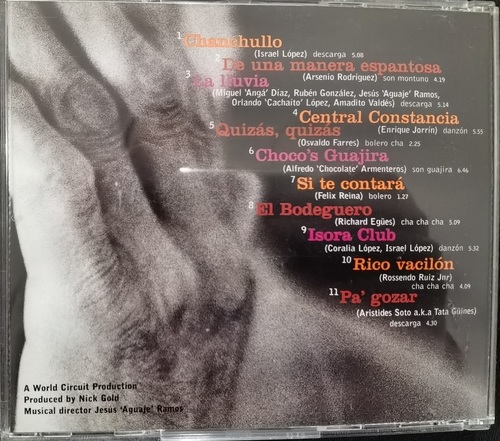 1 Chanchullo
(Israel López) descarga 5.08
2 De una manera espantosa
(Arsenio Rodríguez) son montuno 4.19
3 La lluvia
(Miguel 'Angá' Díaz, Rubén González, Jesús 'Aguaje' Ramos,
Orlando 'Cachaíto' López, Amadito Valdés) descarga 5.14
4 Central Constancia
(Enrique Jorrín) danzón 5.55
5 Quizás, quizás
(Osvaldo Farres) bolero cha 2.25
6 Choco's Guajira
(Alfredo 'Chocolate' Armenteros) son guajira 6.46
7 Si te contará
(Felix Reina) bolero 1.27
8 El Bodeguero
(Richard Egües) cha cha cha 5.09
9 Isora Club
(Coralia López, Israel López) danzón 5.32
10 Rico vacilón
(Rossendo Ruiz Jnr)
cha cha cha 4.09
11 Pa' gozar
(Aristides Soto a.k.a Tata Güines)
descarga 4.30
A World Circuit Production
Produced by Nick Gold
Musical director Jesús 'Aguaje' Ramos